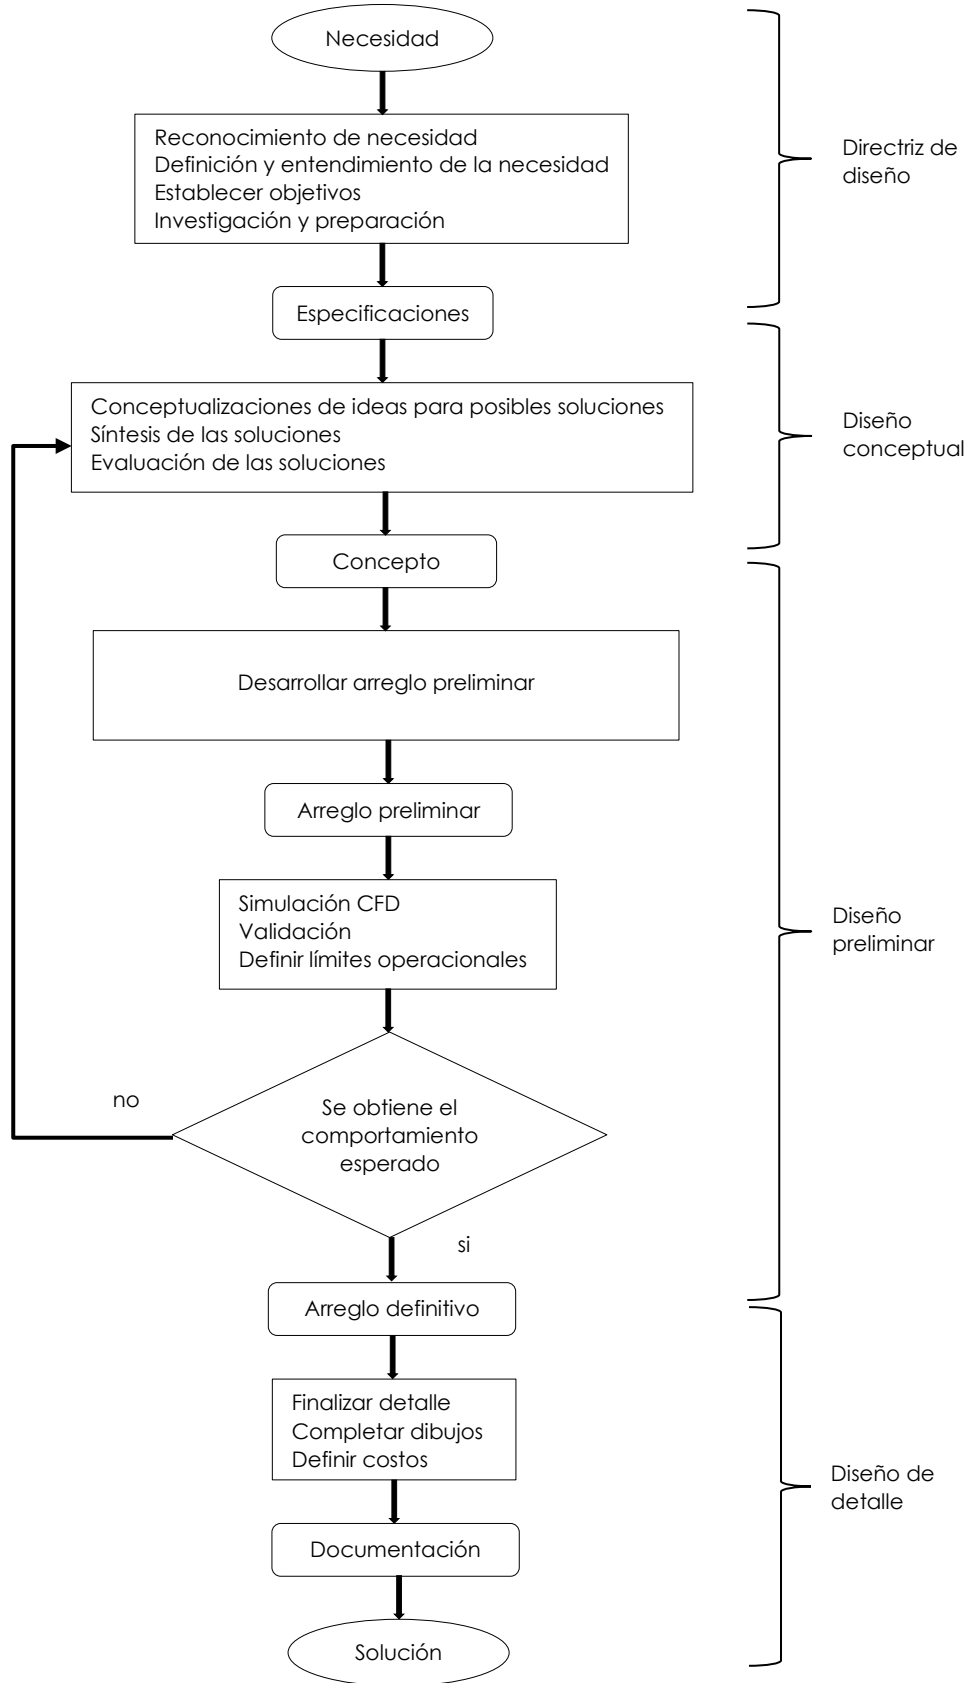 Necesidad
Reconocimiento de necesidad
Definición y entendimiento de la necesidad
Establecer objetivos
Investigación y preparación
Directriz de
diseño
Especificaciones
Conceptualizaciones de ideas para posibles soluciones
Síntesis de las soluciones
Evaluación de las soluciones
Diseño
conceptual
Concepto
Desarrollar arreglo preliminar
Arreglo preliminar
Simulación CFD
Validación
Definir límites operacionales
Diseño
preliminar
no
Se obtiene el
comportamiento
esperado
si
Arreglo definitivo
Finalizar detalle
Completar dibujos
Definir costos
Diseño de
detalle
Documentación
Solución